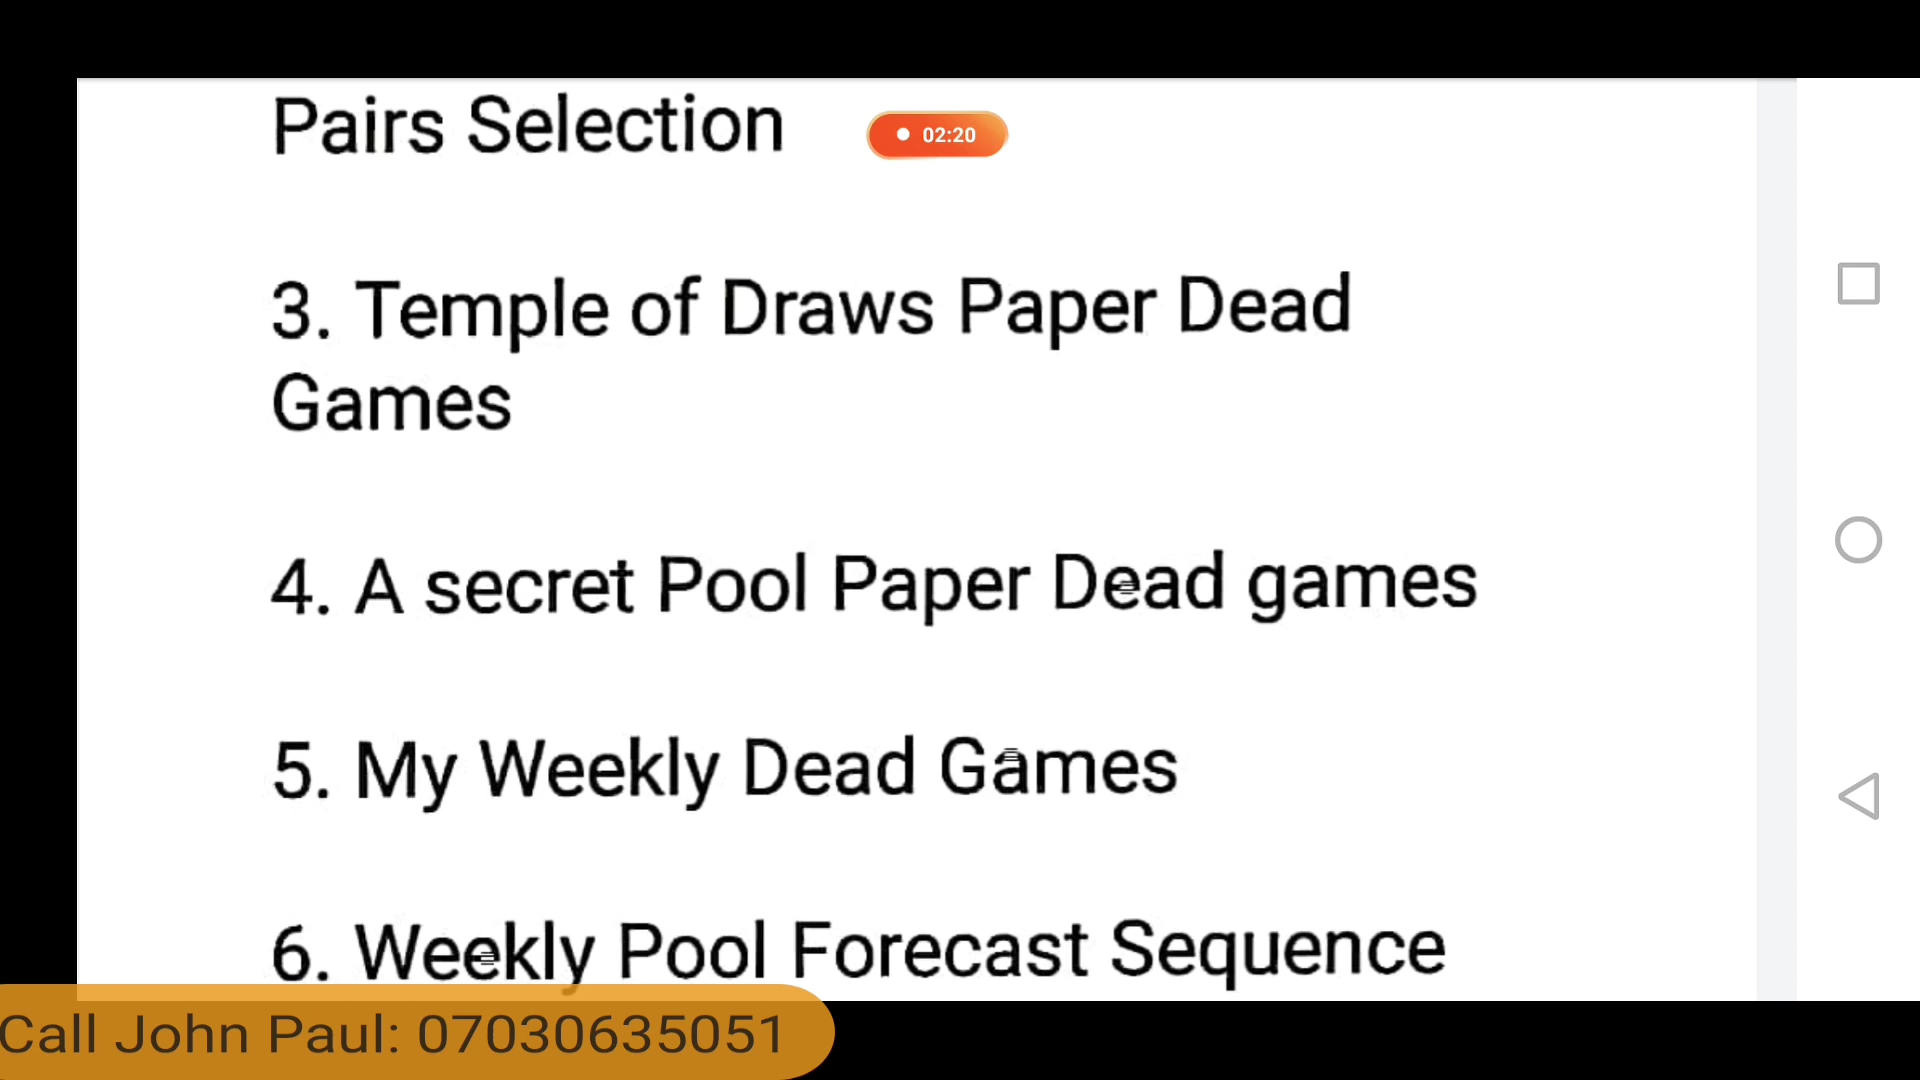 Pairs Selection
02:20
3. Temple of Draws Paper Dead
Games
4. A secret Pool Paper Dead games
5. My Weekly Dead Games
6. Weekly Pool Forecast Sequence
Call John Paul: 07030635051